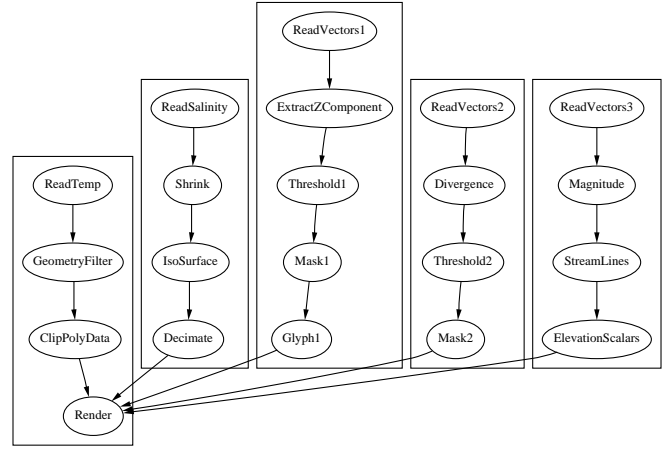 ReadVectors1
ReadSalinity
ExtractZComponent
ReadVectors2
ReadVectors3
ReadTemp
Shrink
Threshold1
Divergence
Magnitude
GeometryFilter
IsoSurface
Mask1
Threshold2
StreamLines
ClipPolyData
Decimate
Glyph1
Mask2
ElevationScalars
Render